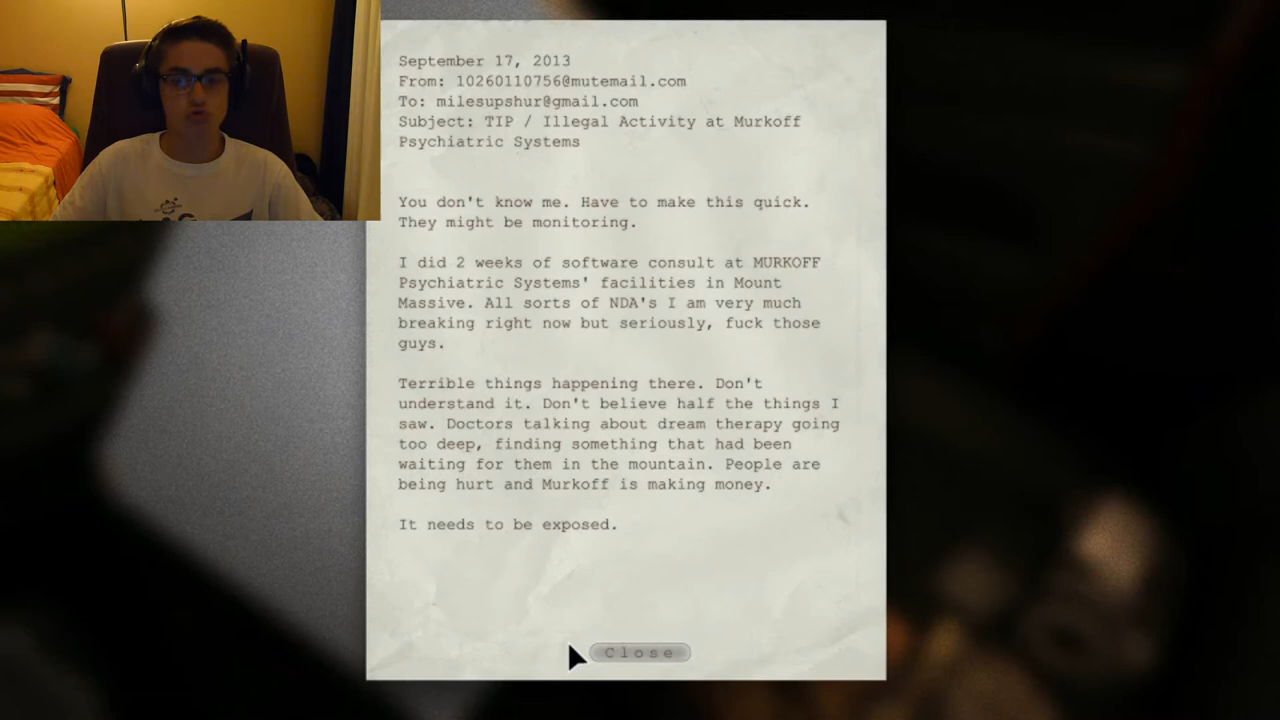 September 17, 2013
From: 10260110756@mutemail.com
To: milesupshur@gmail.com
Subject: TIP / Illegal Activity at Murkoff
Psychiatric Systems
You don't know me. Have to make this quick.
They might be monitoring.
I did 2 weeks of software consult at MURKOFF
Psychiatric Systems' facilities in Mount
Massive. All sorts of NDA's I am very much
breaking right now but seriously, fuck those
guys.
Terrible things happening there. Don't
understand it. Don't believe half the things I
saw. Doctors talking about dream therapy going
too deep, finding something that had been
waiting for them in the mountain. People are
being hurt and Murkoff is making money.
It needs to be exposed.
Close